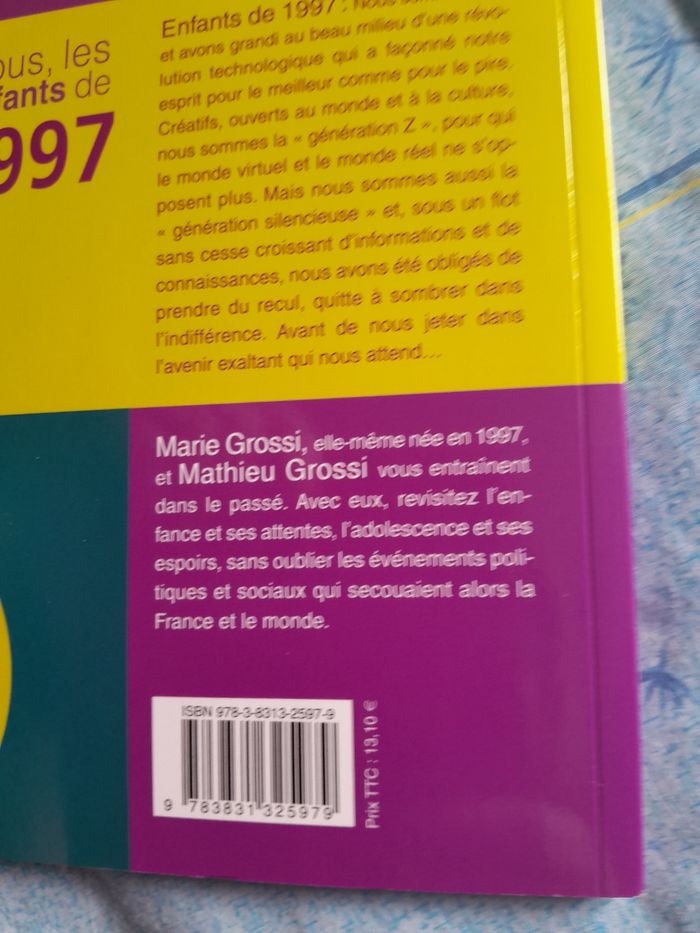 ous, les
fants de
997
Enfants de 1997 : Nous
et avons grandi au beau milieu d'une révo-
lution technologique qui a façonné notre
esprit pour le meilleur comme pour le pire.
Créatifs, ouverts au monde et à la culture,
nous sommes la « génération Z », pour qui
le monde virtuel et le monde réel ne s'op-
posent plus. Mais nous sommes aussi la
« génération silencieuse » et, sous un flot
sans cesse croissant d'informations et de
connaissances, nous avons été obligés de
prendre du recul, quitte à sombrer dans
l'indifférence. Avant de nous jeter dans
l'avenir exaltant qui nous attend...
Marie Grossi, elle-même née en 1997,
et Mathieu Grossi vous entraînent
dans le passé. Avec eux, revisitez l'en-
fance et ses attentes, l'adolescence et ses
espoirs, sans oublier les événements poli-
tiques et sociaux qui secouaient alors la
France et le monde.
ISBN 978-3-8313-2597-9
9 783831 325979
Prix TTC : 13,10 €